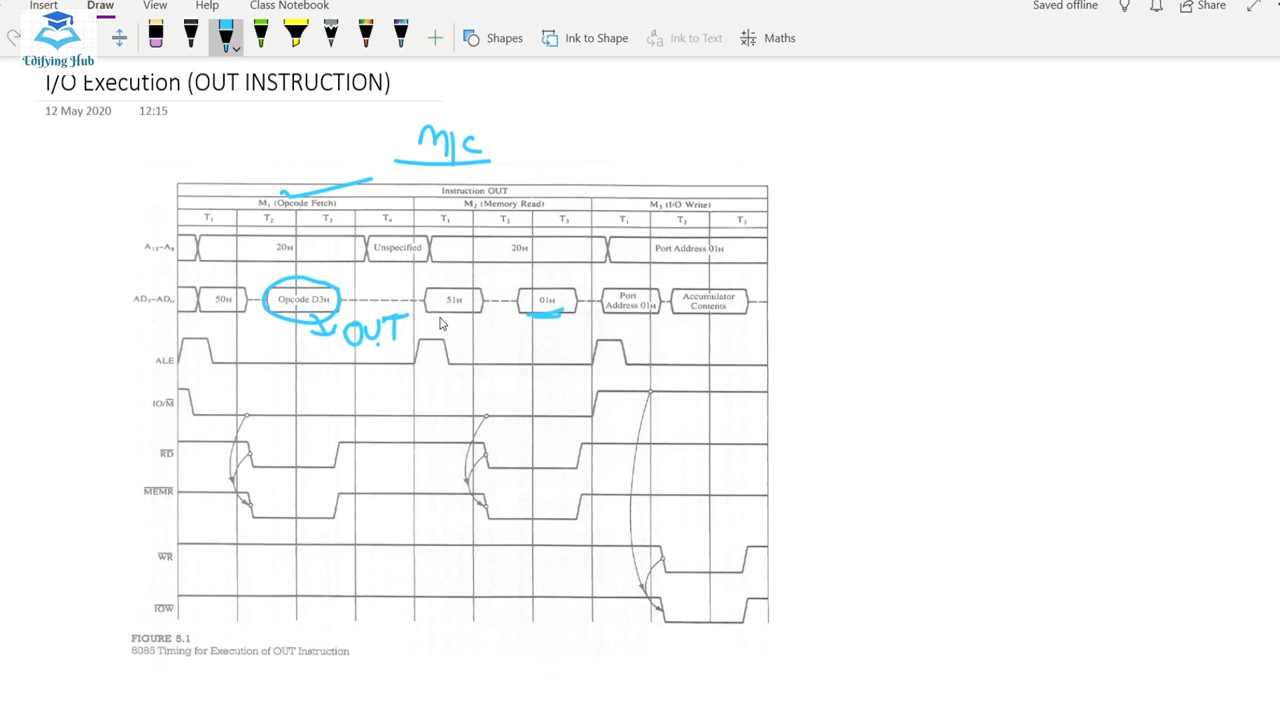 Insert Draw View Help Class Notebook Saved offline Share
Shapes Ink to Shape Ink to Text Maths
Edifying Hub
I/O Execution (OUT INSTRUCTION)
12 May 2020 12:15
M/C
Instruction OUT
M₁ (Opcode Fetch) M₂ (Memory Read) M₃ (I/O Write)
T₁ T₂ T₃ T₄ T₁ T₂ T₃ T₁ T₂ T₃
A₁₅–A₈ 20H Unspecified 20H Port Address 01H
AD₇–AD₀ 50H Opcode D3H 51H 01H Port Address 01H Accumulator Contents
OUT
ALE
IO/M̅
R̅D̅
M̅E̅M̅R̅
W̅R̅
I̅O̅W̅
FIGURE 5.1
8085 Timing for Execution of OUT Instruction